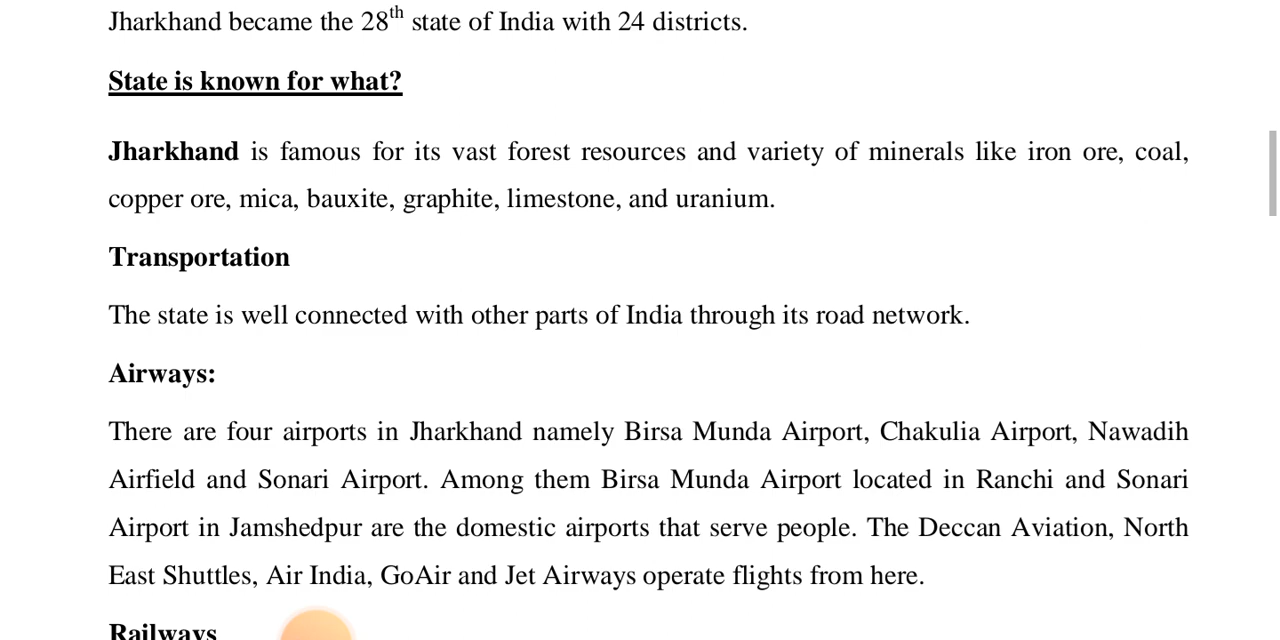 Jharkhand became the 28th state of India with 24 districts.
State is known for what?
Jharkhand is famous for its vast forest resources and variety of minerals like iron ore, coal,
copper ore, mica, bauxite, graphite, limestone, and uranium.
Transportation
The state is well connected with other parts of India through its road network.
Airways:
There are four airports in Jharkhand namely Birsa Munda Airport, Chakulia Airport, Nawadih
Airfield and Sonari Airport. Among them Birsa Munda Airport located in Ranchi and Sonari
Airport in Jamshedpur are the domestic airports that serve people. The Deccan Aviation, North
East Shuttles, Air India, GoAir and Jet Airways operate flights from here.
Railways